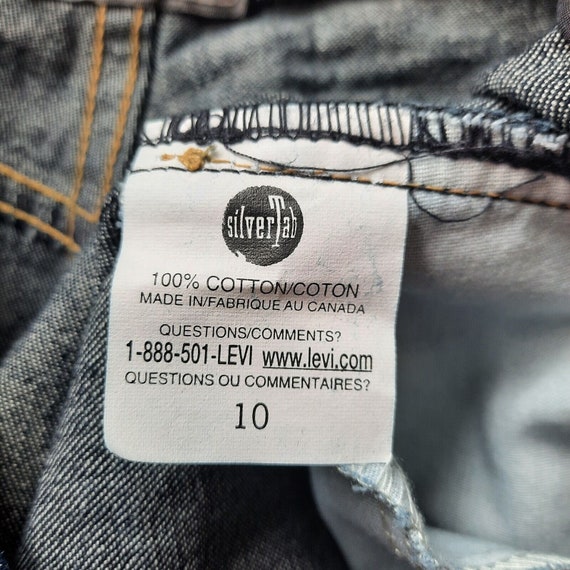 silverTab
100% COTTON/COTON
MADE IN/FABRIQUE AU CANADA
QUESTIONS/COMMENTS?
1-888-501-LEVI www.levi.com
QUESTIONS OU COMMENTAIRES?
10